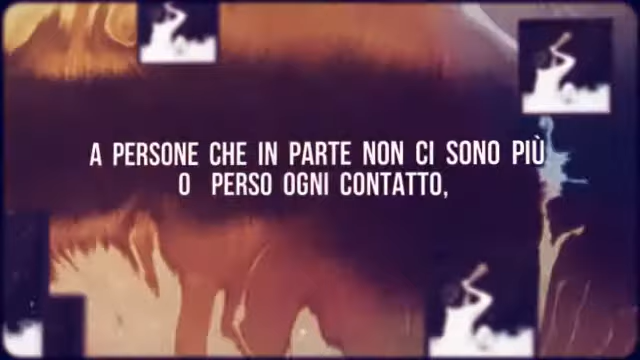 A PERSONE CHE IN PARTE NON CI SONO PIÙ
O PERSO OGNI CONTATTO,